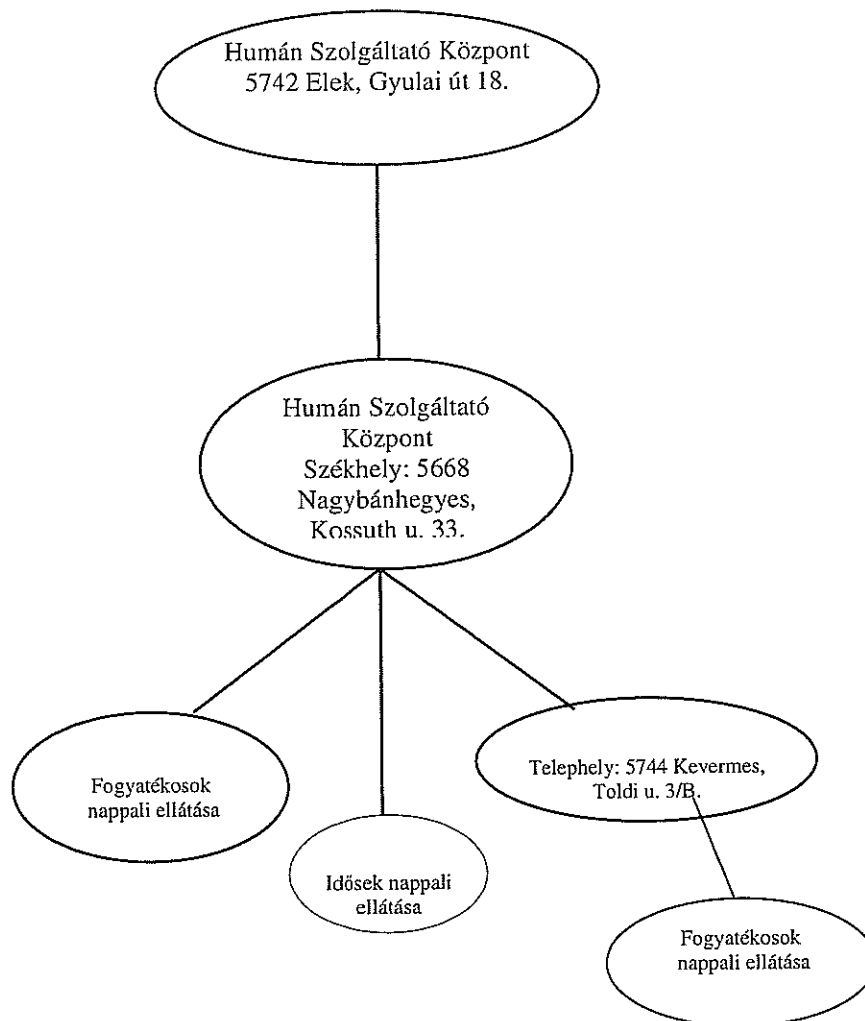 Humán Szolgáltató Központ
5742 Elek, Gyulai út 18.
Humán Szolgáltató
Központ
Székhely: 5668
Nagybánhegyes,
Kossuth u. 33.
Fogyatékosok
nappali ellátása
Idősek nappali
ellátása
Telephely: 5744 Kevermes,
Toldi u. 3/B.
Fogyatékosok
nappali ellátása